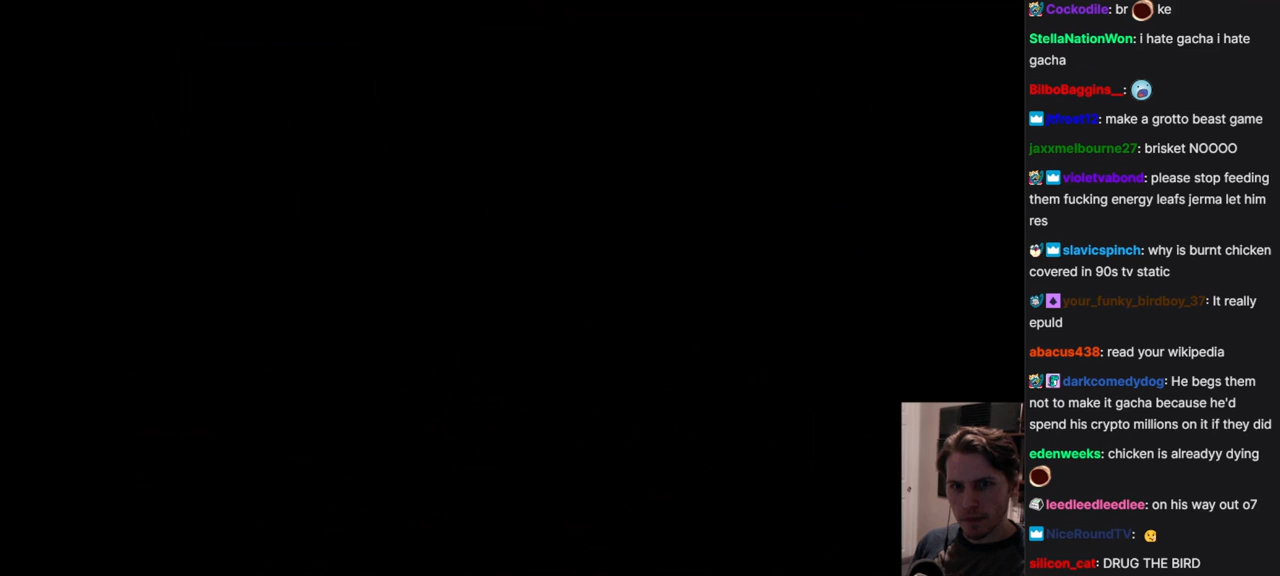 Cockodile: br ke
StellaNationWon: i hate gacha i hate
gacha
BilboBaggins__:
make a grotto beast game
jaxxmelbourne27: brisket NOOOO
violetvabond: please stop feeding
them fucking energy leafs jerma let him
res
slavicspinch: why is burnt chicken
covered in 90s tv static
your_funky_birdboy_37: It really
epuld
abacus438: read your wikipedia
darkcomedydog: He begs them
not to make it gacha because he'd
spend his crypto millions on it if they did
edenweeks: chicken is alreadyy dying
leedleedleedlee: on his way out o7
NiceRoundTV:
silicon_cat: DRUG THE BIRD